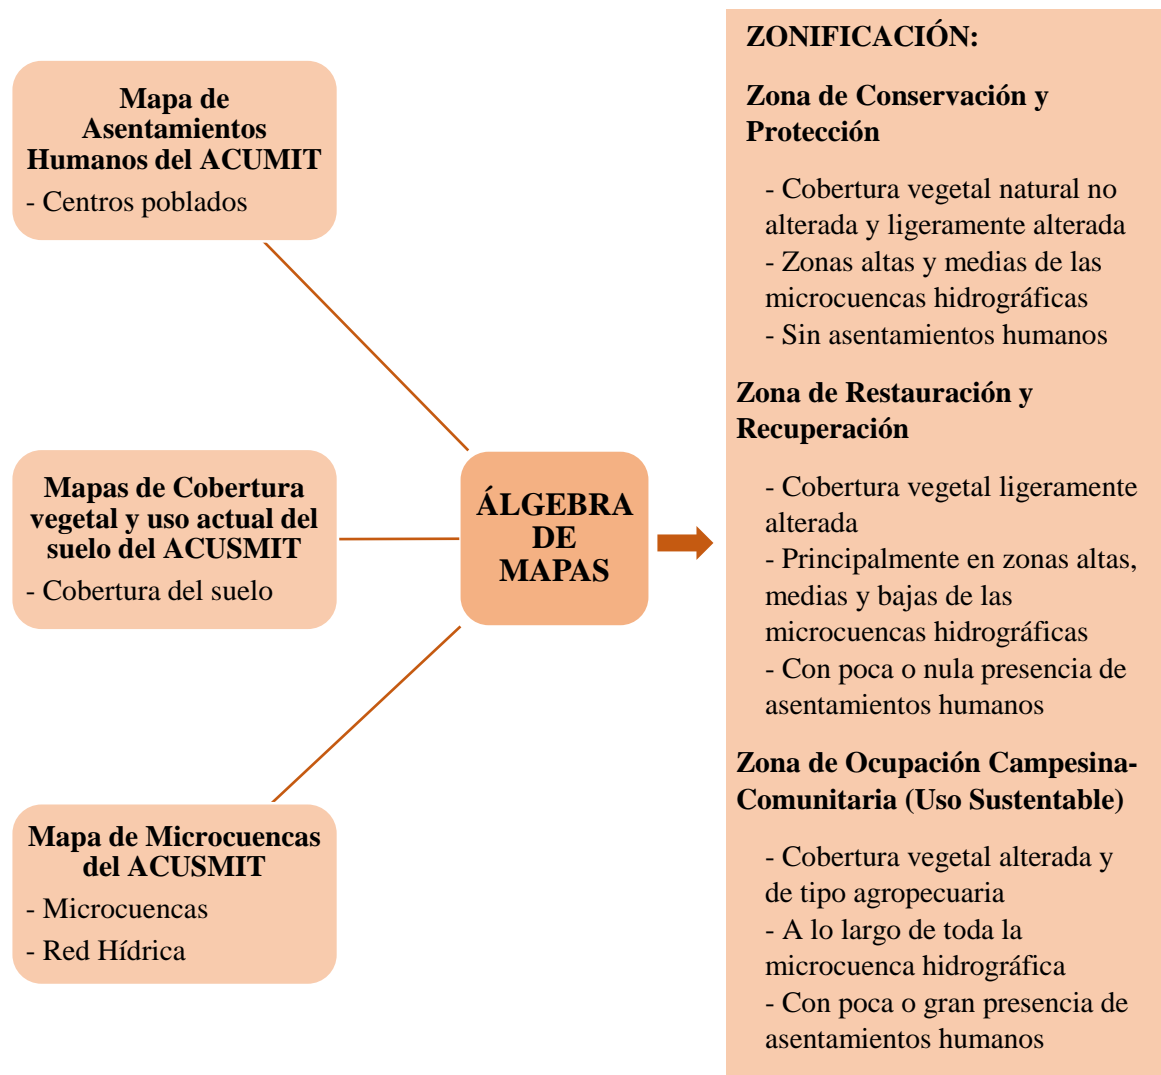 Mapa de
Asentamientos
Humanos del ACUMIT
- Centros poblados
Mapas de Cobertura
vegetal y uso actual del
suelo del ACUSMIT
- Cobertura del suelo
Mapa de Microcuencas
del ACUSMIT
- Microcuencas
- Red Hídrica
ÁLGEBRA
DE
MAPAS
ZONIFICACIÓN:
Zona de Conservación y
Protección
- Cobertura vegetal natural no
alterada y ligeramente alterada
- Zonas altas y medias de las
microcuencas hidrográficas
- Sin asentamientos humanos
Zona de Restauración y
Recuperación
- Cobertura vegetal ligeramente
alterada
- Principalmente en zonas altas,
medias y bajas de las
microcuencas hidrográficas
- Con poca o nula presencia de
asentamientos humanos
Zona de Ocupación Campesina-
Comunitaria (Uso Sustentable)
- Cobertura vegetal alterada y
de tipo agropecuaria
- A lo largo de toda la
microcuenca hidrográfica
- Con poca o gran presencia de
asentamientos humanos